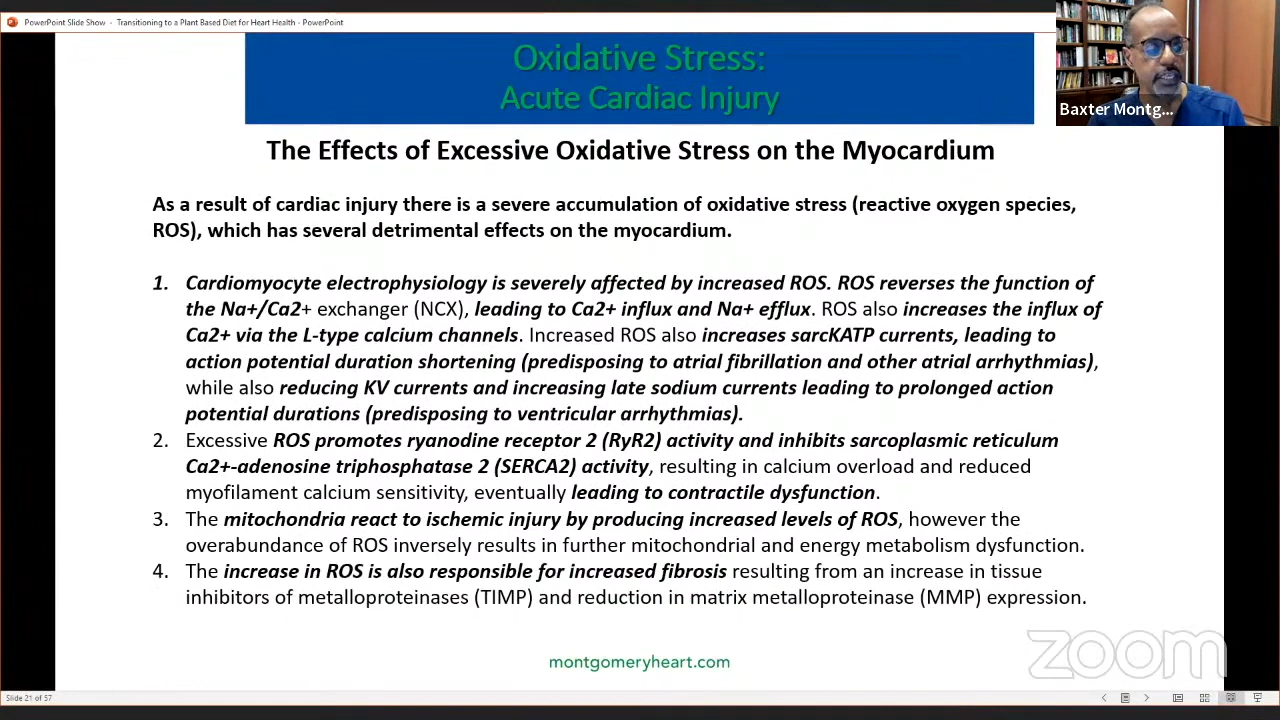 PowerPoint Slide Show - Transitioning to a Plant Based Diet for Heart Health - PowerPoint
Oxidative Stress:
Acute Cardiac Injury
Baxter Montg...
The Effects of Excessive Oxidative Stress on the Myocardium
As a result of cardiac injury there is a severe accumulation of oxidative stress (reactive oxygen species,
ROS), which has several detrimental effects on the myocardium.
1. Cardiomyocyte electrophysiology is severely affected by increased ROS. ROS reverses the function of
the Na+/Ca2+ exchanger (NCX), leading to Ca2+ influx and Na+ efflux. ROS also increases the influx of
Ca2+ via the L-type calcium channels. Increased ROS also increases sarcKATP currents, leading to
action potential duration shortening (predisposing to atrial fibrillation and other atrial arrhythmias),
while also reducing KV currents and increasing late sodium currents leading to prolonged action
potential durations (predisposing to ventricular arrhythmias).
2. Excessive ROS promotes ryanodine receptor 2 (RyR2) activity and inhibits sarcoplasmic reticulum
Ca2+-adenosine triphosphatase 2 (SERCA2) activity, resulting in calcium overload and reduced
myofilament calcium sensitivity, eventually leading to contractile dysfunction.
3. The mitochondria react to ischemic injury by producing increased levels of ROS, however the
overabundance of ROS inversely results in further mitochondrial and energy metabolism dysfunction.
4. The increase in ROS is also responsible for increased fibrosis resulting from an increase in tissue
inhibitors of metalloproteinases (TIMP) and reduction in matrix metalloproteinase (MMP) expression.
zoom
montgomeryheart.com
Slide 21 of 57